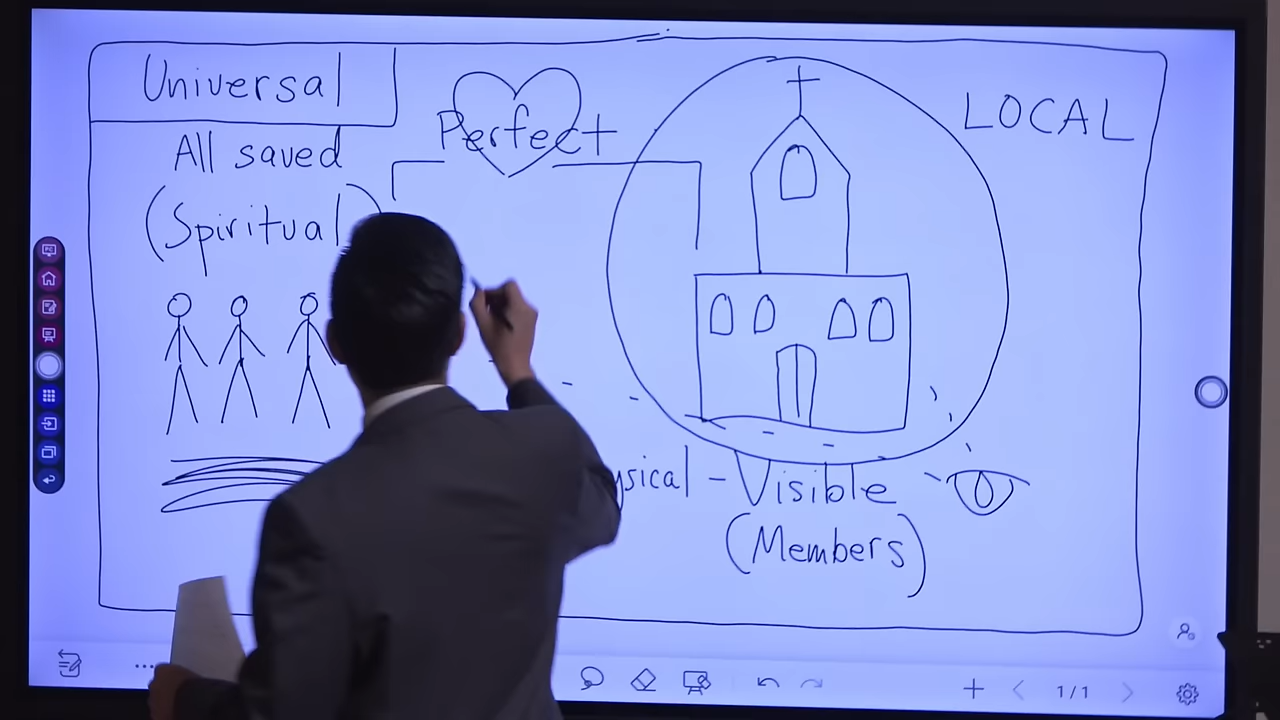 Universal
All saved
(Spiritual)
Perfect
LOCAL
- Visible
(Members)
1/1